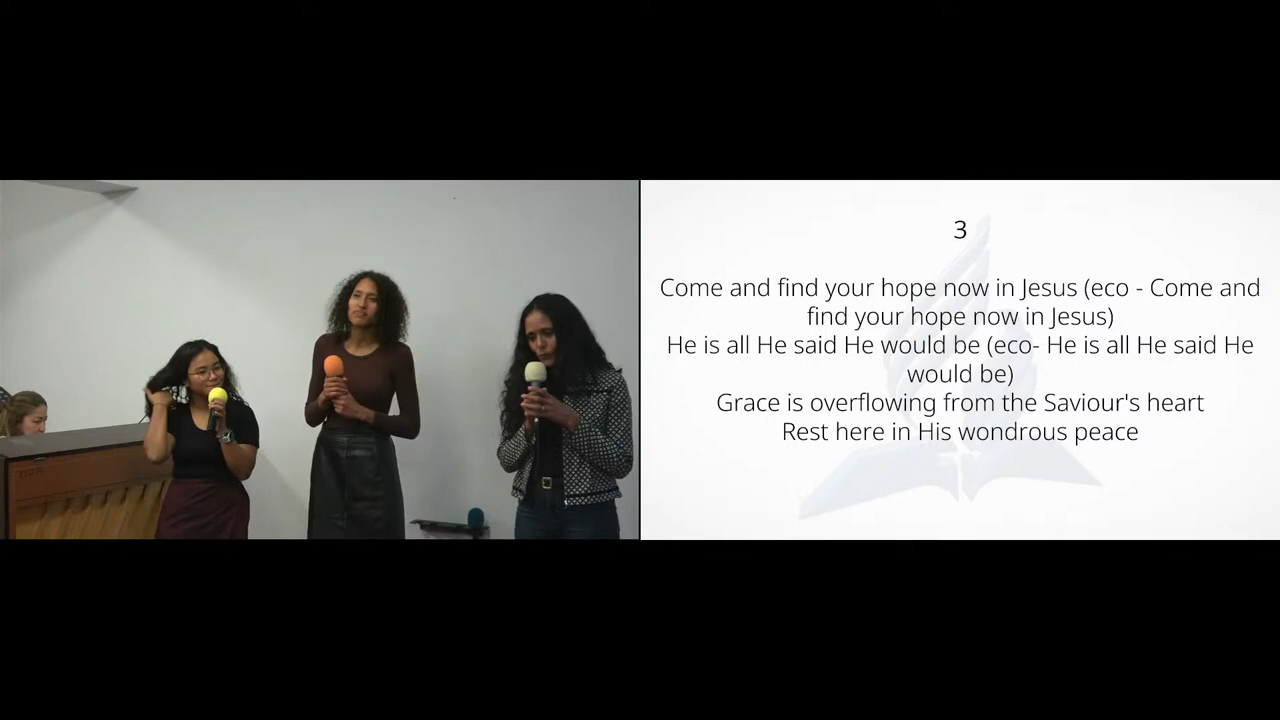 3
Come and find your hope now in Jesus (eco - Come and
find your hope now in Jesus)
He is all He said He would be (eco- He is all He said He
would be)
Grace is overflowing from the Saviour's heart
Rest here in His wondrous peace